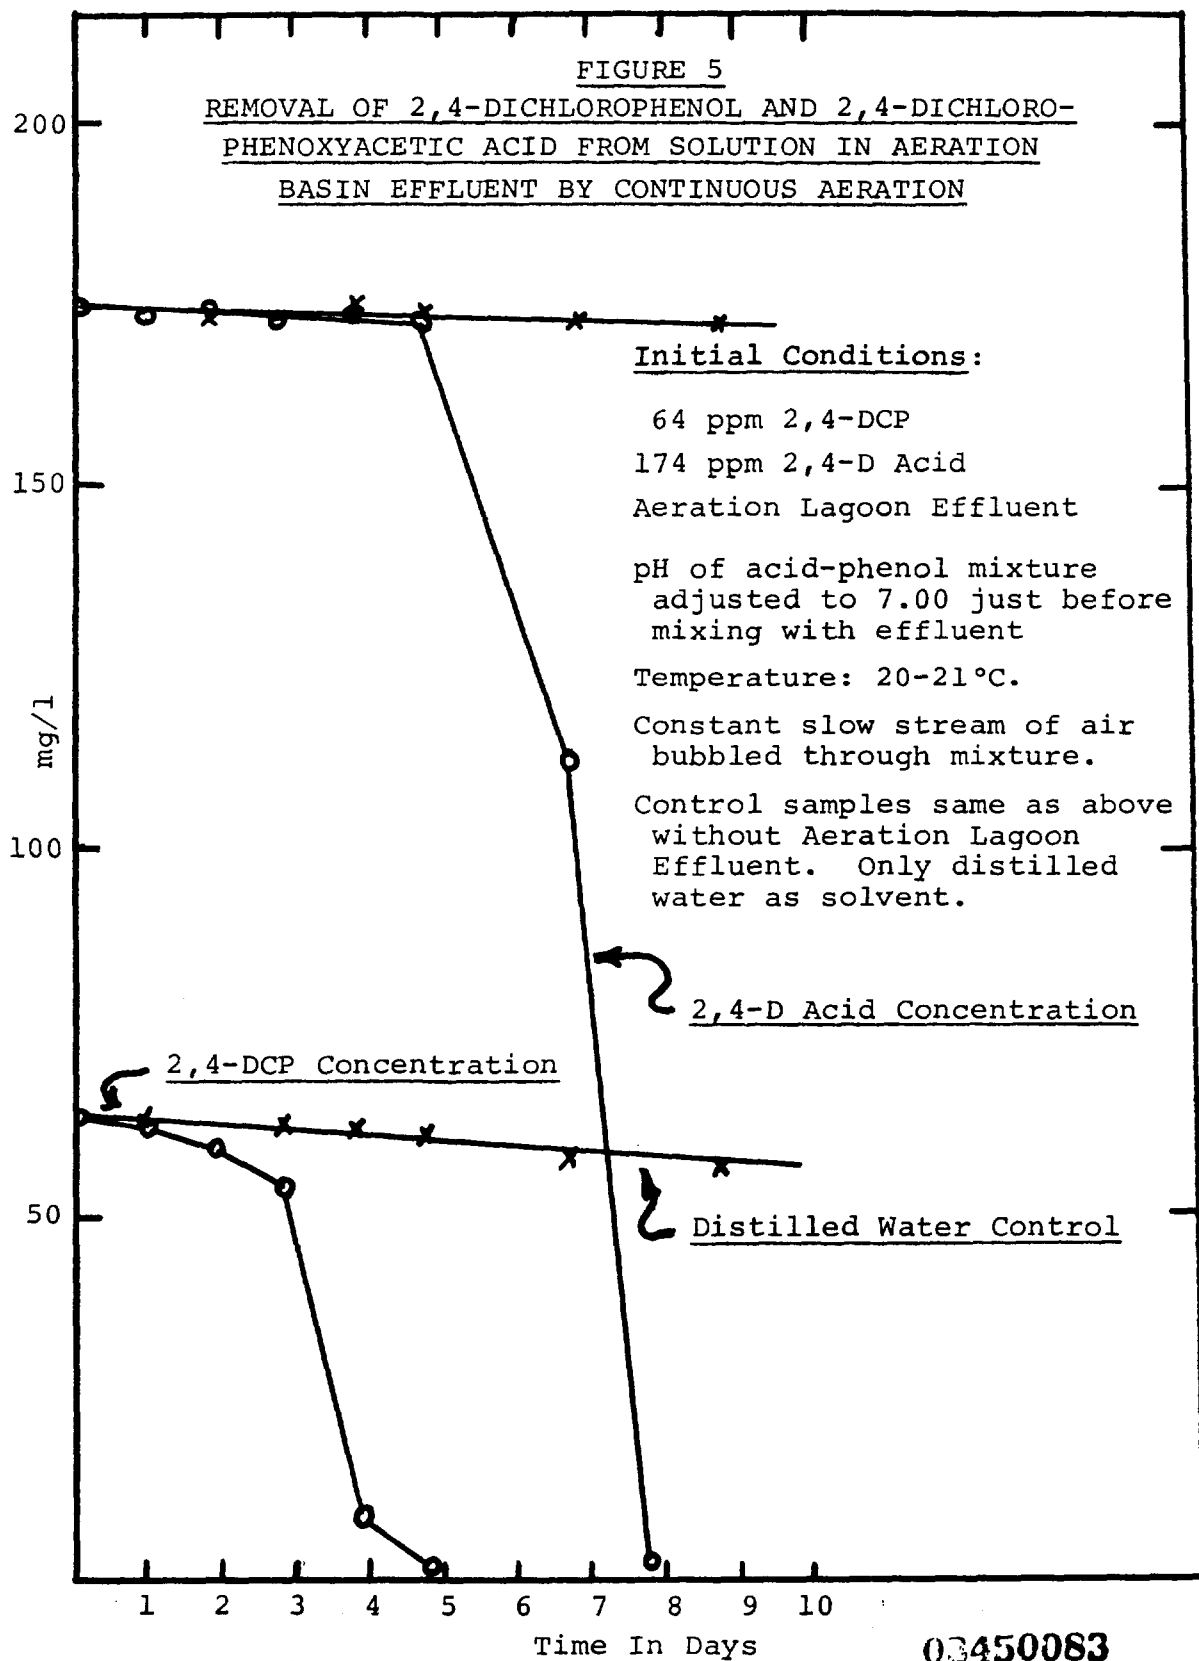 FIGURE 5
REMOVAL OF 2,4-DICHLOROPHENOL AND 2,4-DICHLORO-
PHENOXYACETIC ACID FROM SOLUTION IN AERATION
BASIN EFFLUENT BY CONTINUOUS AERATION
200
150
100
50
mg/l
Initial Conditions:
64 ppm 2,4-DCP
174 ppm 2,4-D Acid
Aeration Lagoon Effluent
pH of acid-phenol mixture
adjusted to 7.00 just before
mixing with effluent
Temperature: 20-21°C.
Constant slow stream of air
bubbled through mixture.
Control samples same as above
without Aeration Lagoon
Effluent. Only distilled
water as solvent.
2,4-D Acid Concentration
2,4-DCP Concentration
Distilled Water Control
1 2 3 4 5 6 7 8 9 10
Time In Days
03450083